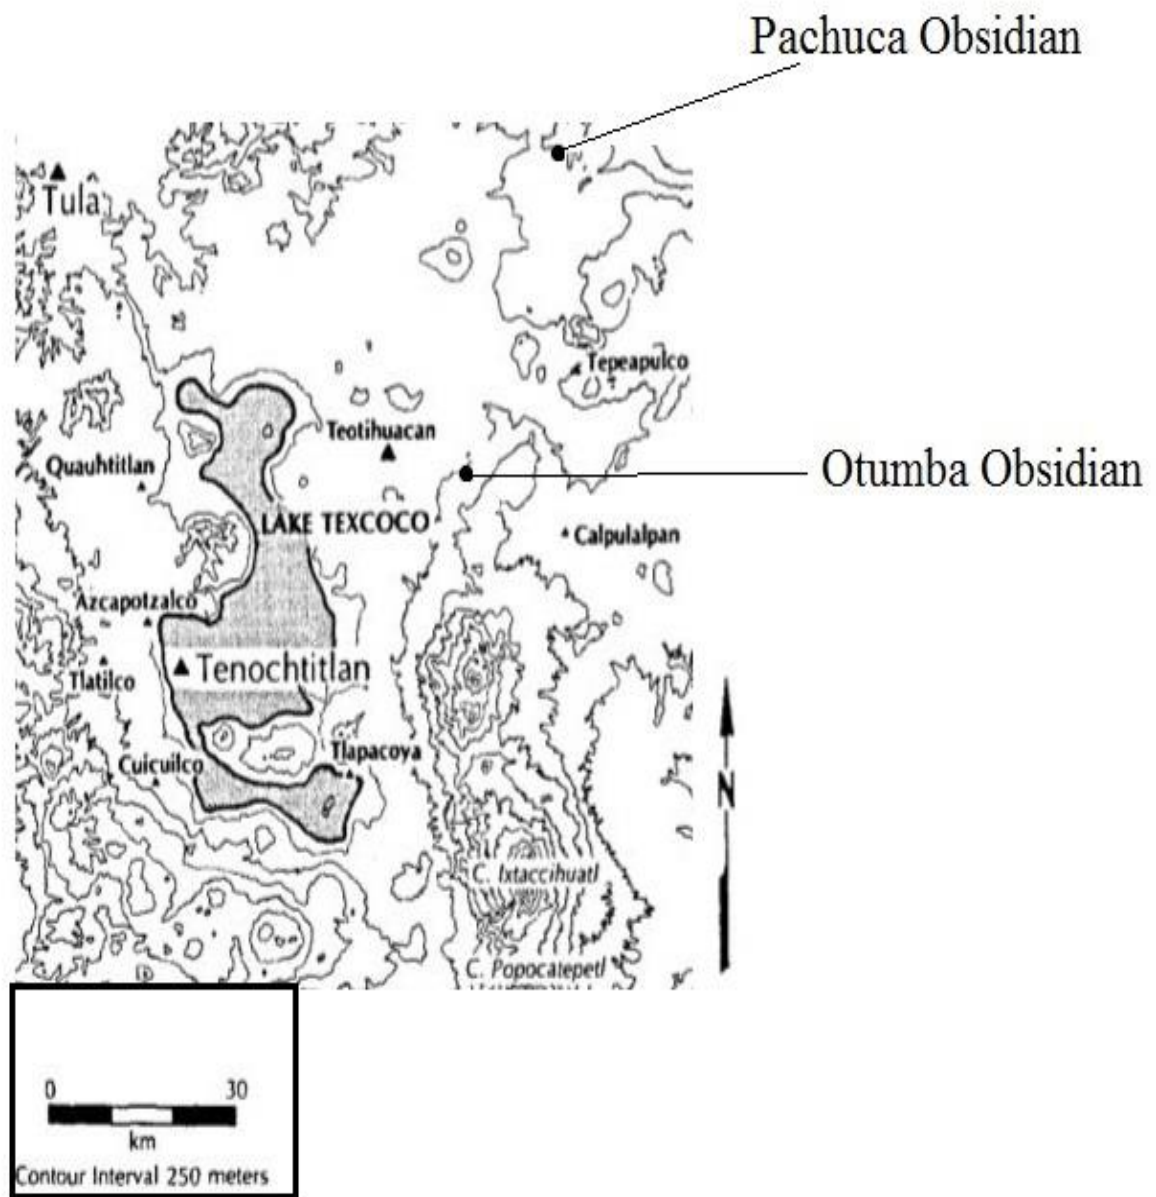 Pachuca Obsidian
Tulâ
Tepeapulco
Teotihuacan
Quauhtitlan
Otumba Obsidian
LAKE TEXCOCO
Calpulalpan
Azcapotzalco
Tenochtitlan
Tlatilco
Tlapacoya
Cuicuilco
N
C. Ixtaccihuatl
C. Popocatepetl
0 30
km
Contour Interval 250 meters